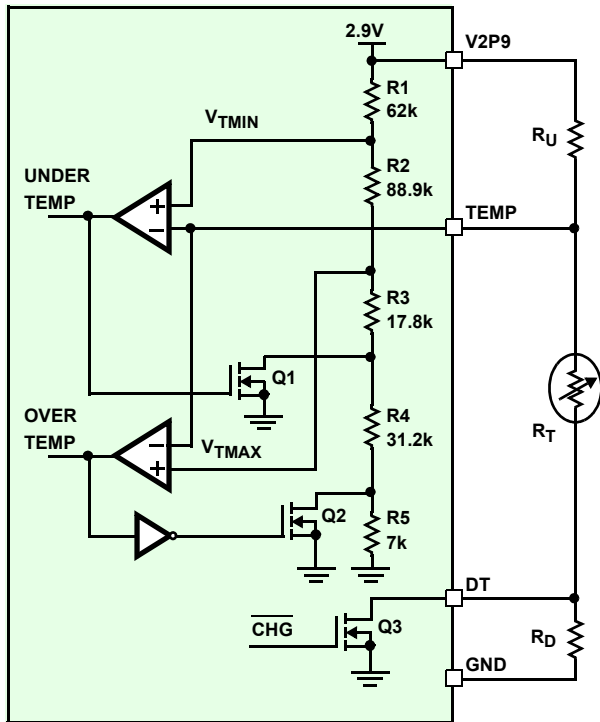 2.9V
V2P9
R1
62k
RU
VTMIN
R2
88.9k
UNDER
TEMP
+
−
TEMP
R3
17.8k
Q1
RT
OVER
TEMP
−
+
VTMAX
R4
31.2k
Q2
R5
7k
DT
CHG
Q3
RD
GND